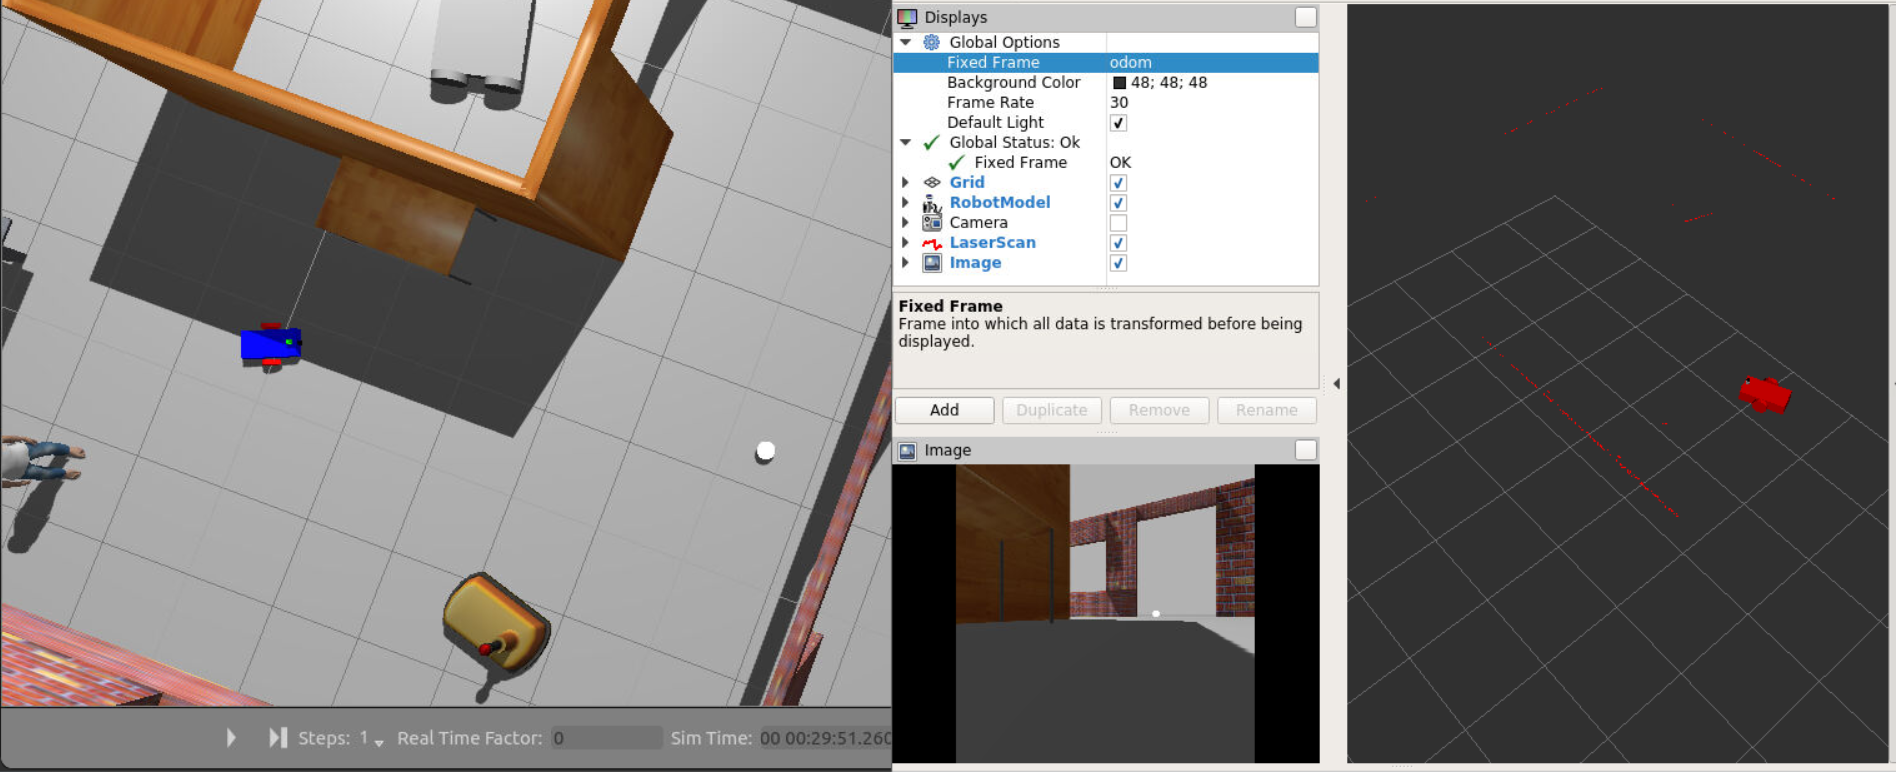 Displays
Global Options
Fixed Frame odom
Background Color 48; 48; 48
Frame Rate 30
Default Light
Global Status: Ok
Fixed Frame OK
Grid
RobotModel
Camera
LaserScan
Image
Fixed Frame
Frame into which all data is transformed before being
displayed.
Add Duplicate Remove Rename
Image
Steps: 1 Real Time Factor: 0 Sim Time: 00 00:29:51.260